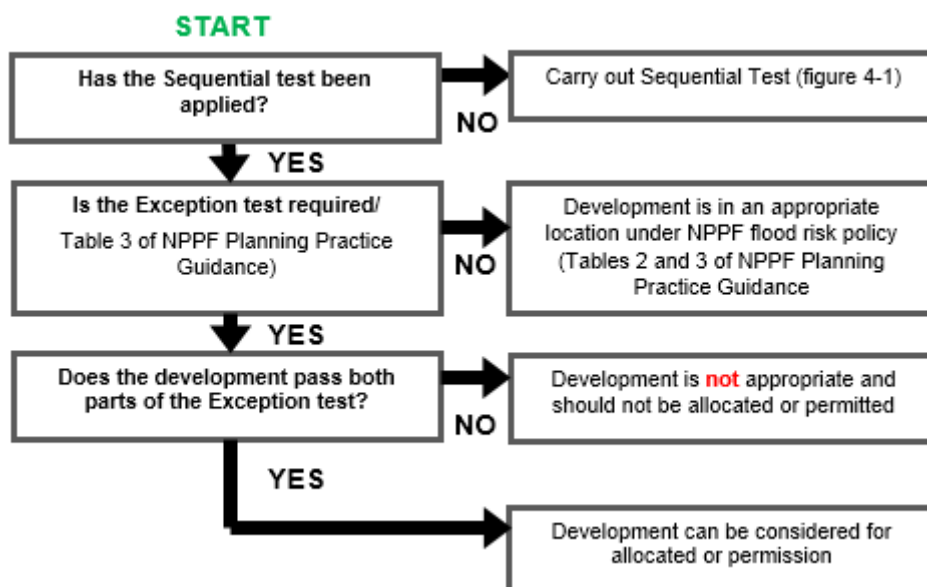 START
Has the Sequential test been
applied?
NO
Carry out Sequential Test (figure 4-1)
YES
Is the Exception test required/
Table 3 of NPPF Planning Practice
Guidance)
NO
Development is in an appropriate
location under NPPF flood risk policy
(Tables 2 and 3 of NPPF Planning
Practice Guidance
YES
Does the development pass both
parts of the Exception test?
NO
Development is not appropriate and
should not be allocated or permitted
YES
Development can be considered for
allocated or permission